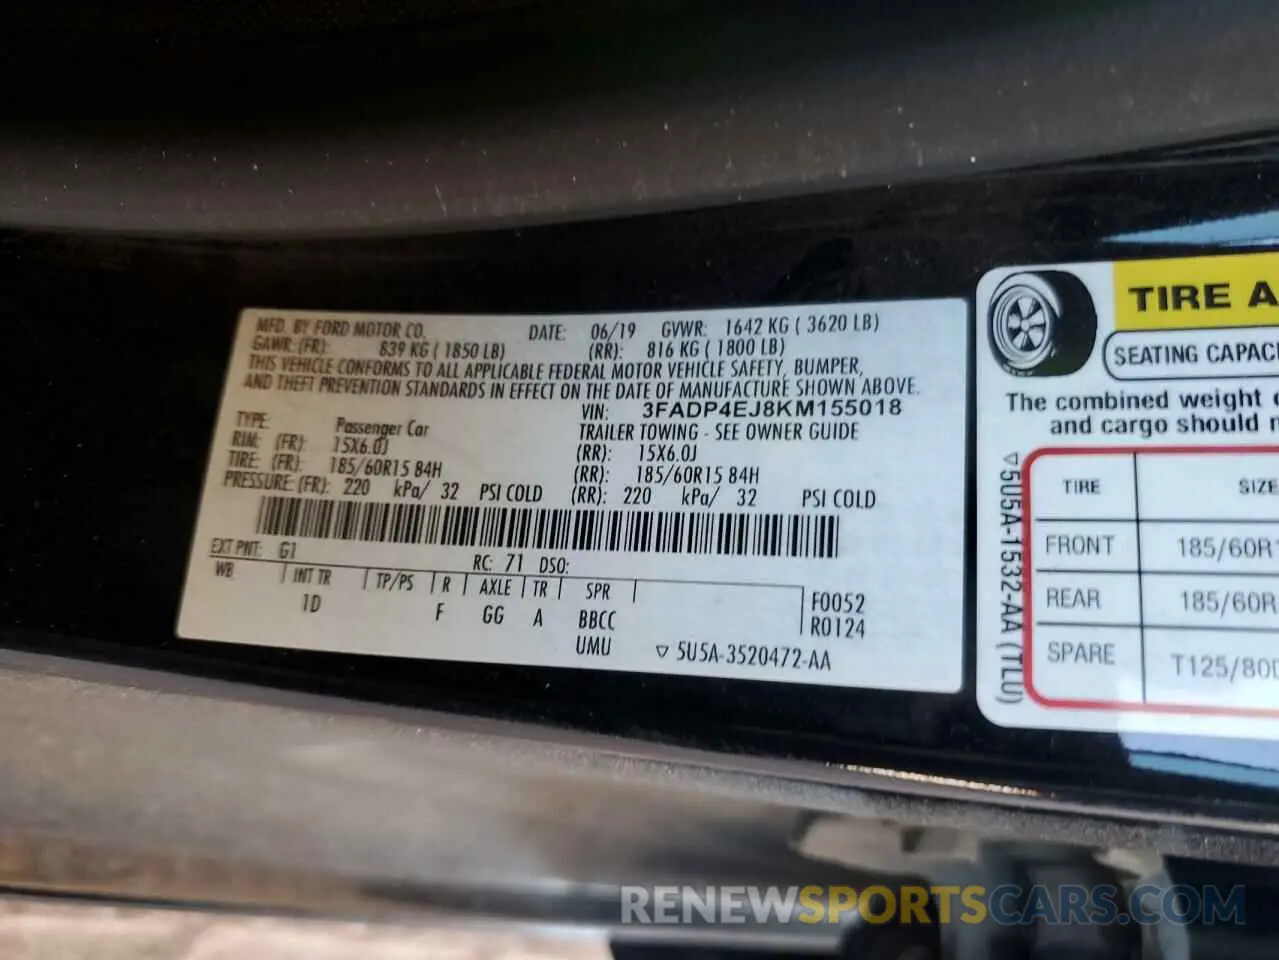 MFD. BY FORD MOTOR CO. DATE: 06/19 GVWR: 1642 KG ( 3620 LB)
GAWR: (FR): 839 KG ( 1850 LB) (RR): 816 KG ( 1800 LB)
THIS VEHICLE CONFORMS TO ALL APPLICABLE FEDERAL MOTOR VEHICLE SAFETY, BUMPER,
AND THEFT PREVENTION STANDARDS IN EFFECT ON THE DATE OF MANUFACTURE SHOWN ABOVE.
VIN: 3FADP4EJ8KM155018
TYPE: Passenger Car TRAILER TOWING - SEE OWNER GUIDE
RIM: (FR): 15X6.0J (RR): 15X6.0J
TIRE: (FR): 185/60R15 84H (RR): 185/60R15 84H
PRESSURE: (FR): 220 kPa/ 32 PSI COLD (RR): 220 kPa/ 32 PSI COLD
EXT PNT: G1 RC: 71 DSO:
WB INT TR TP/PS R AXLE TR SPR
1D F GG A BBCC F0052
UMU R0124
5U5A-3520472-AA
TIRE A
SEATING CAPAC
The combined weight
and cargo should
5U5A-1532-AA (TLU)
TIRE SIZE
FRONT 185/60R
REAR 185/60R
SPARE T125/80
RENEWSPORTSCARS.COM